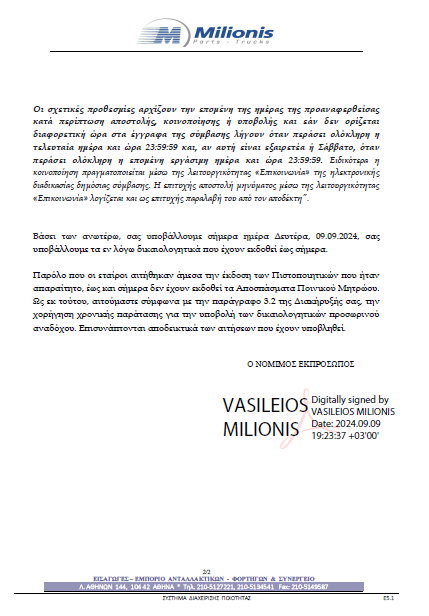 Milionis
Parts - Trucks
Οι σχετικές προθεσμίες αρχίζουν την επομένη της ημέρας της προαναφερθείσας
κατά περίπτωση αποστολής, κοινοποίησης ή υποβολής και εάν δεν ορίζεται
διαφορετική ώρα στα έγγραφα της σύμβασης λήγουν όταν περάσει ολόκληρη η
τελευταία ημέρα και ώρα 23:59:59 και, αν αυτή είναι εξαιρετέα ή Σάββατο, όταν
περάσει ολόκληρη η επομένη εργάσιμη ημέρα και ώρα 23:59:59. Ειδικότερα η
κοινοποίηση πραγματοποιείται μέσω της λειτουργικότητας «Επικοινωνία» της ηλεκτρονικής
διαδικασίας δημόσιας σύμβασης. Η επιτυχής αποστολή μηνύματος μέσω της λειτουργικότητας
«Επικοινωνία» λογίζεται και ως επιτυχής παραλαβή του από τον αποδέκτη".
Βάσει των ανωτέρω, σας υποβάλλουμε σήμερα ημέρα Δευτέρα, 09.09.2024, σας
υποβάλλουμε τα εν λόγω δικαιολογητικά που έχουν εκδοθεί έως σήμερα.
Παρόλο που οι εταίροι αιτήθηκαν άμεσα την έκδοση των Πιστοποιητικών που ήταν
απαραίτητο, έως και σήμερα δεν έχουν εκδοθεί τα Αποσπάσματα Ποινικού Μητρώου.
Ως εκ τούτου, αιτούμαστε σύμφωνα με την παράγραφο 3.2 της Διακήρυξής σας, την
χορήγηση χρονικής παράτασης για την υποβολή των δικαιολογητικών προσωρινού
αναδόχου. Επισυνάπτονται αποδεικτικά των αιτήσεων που έχουν υποβληθεί.
Ο ΝΟΜΙΜΟΣ ΕΚΠΡΟΣΩΠΟΣ
VASILEIOS
MILIONIS
Digitally signed by
VASILEIOS MILIONIS
Date: 2024.09.09
19:23:37 +03'00'
2/2
ΕΙΣΑΓΩΓΕΣ – ΕΜΠΟΡΙΟ ΑΝΤΑΛΛΑΚΤΙΚΩΝ - ΦΟΡΤΗΓΩΝ & ΣΥΝΕΡΓΕΙΟ
Λ. ΑΘΗΝΩΝ 144, 104 42 ΑΘΗΝΑ * Τηλ. 210-5137221, 210-5134541 Fax: 210-5149587
ΣΥΣΤΗΜΑ ΔΙΑΧΕΙΡΙΣΗΣ ΠΟΙΟΤΗΤΑΣ E5.1